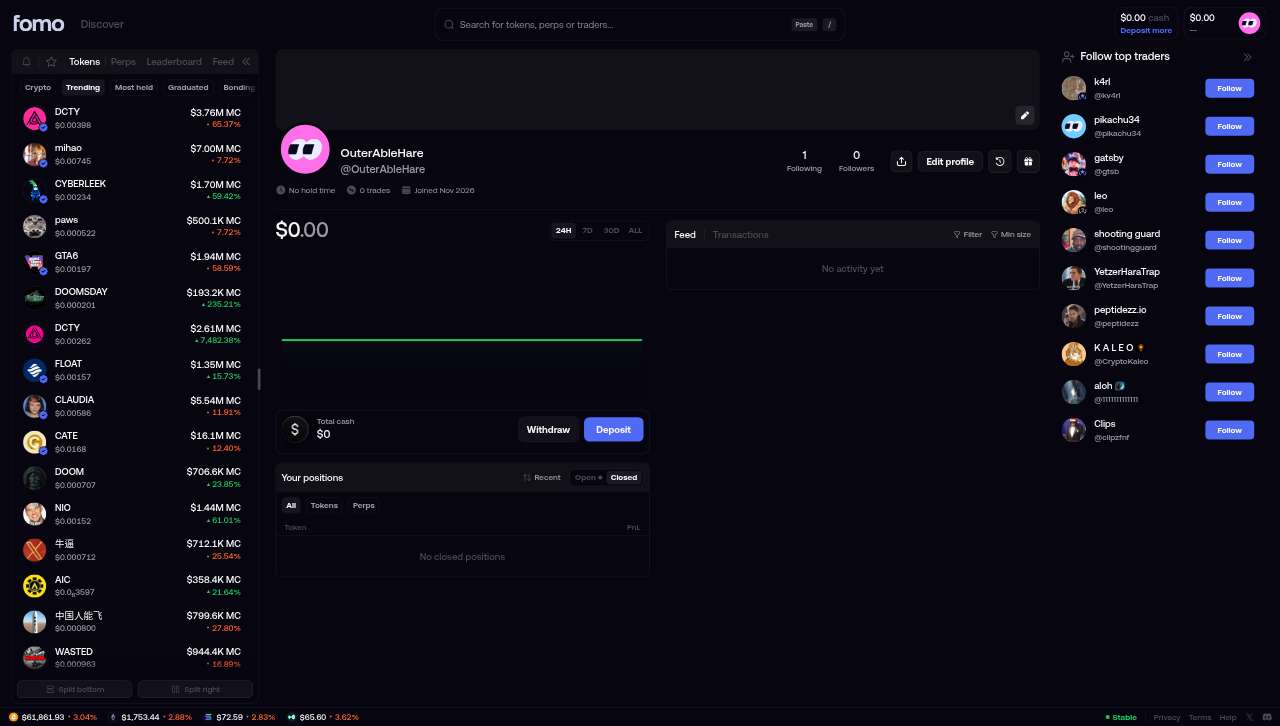 fomo
Discover
Search for tokens, perps or traders...
Paste
/
$0.00 cash
Deposit more
$0.00
—
Tokens Perps Leaderboard Feed
Crypto Trending Most held Graduated Bonding
DCTY $3.76M MC
$0.00398 65.37%
mihao $7.00M MC
$0.00745 7.72%
CYBERLEEK $1.70M MC
$0.00234 59.42%
paws $500.1K MC
$0.000522 7.72%
GTA6 $1.94M MC
$0.00197 58.59%
DOOMSDAY $193.2K MC
$0.000201 235.21%
DCTY $2.61M MC
$0.00262 7,482.38%
FLOAT $1.35M MC
$0.00157 15.73%
CLAUDIA $5.54M MC
$0.00586 11.91%
CATE $16.1M MC
$0.0168 12.40%
DOOM $706.6K MC
$0.000707 23.85%
NIO $1.44M MC
$0.00152 61.01%
牛逼 $712.1K MC
$0.000712 25.54%
AIC $358.4K MC
21.64%
中国人能飞 $799.6K MC
$0.000800 27.80%
WASTED $944.4K MC
$0.000963 16.89%
Split bottom Split right
OuterAbleHare
@OuterAbleHare
1 Following
0 Followers
Edit profile
No hold time 0 trades Joined Nov 2026
$0.00
24H 7D 30D ALL
Total cash
$0
Withdraw Deposit
Your positions
Recent Open Closed
All Tokens Perps
Token PnL
No closed positions
Feed Transactions
Filter Min size
No activity yet
Follow top traders
k4rl
@kv4rl
Follow
pikachu34
@pikachu34
Follow
gatsby
@gtsb
Follow
leo
@leo
Follow
shooting guard
@shootingguard
Follow
YetzerHaraTrap
@YetzerHaraTrap
Follow
peptidezz.io
@peptidezz
Follow
K A L E O
@CryptoKaleo
Follow
aloh
Follow
Clips
@clipzfnf
Follow
$61,861.93 3.04% $1,753.44 2.88% $72.59 2.83% $65.60 3.62%
Stable Privacy Terms Help